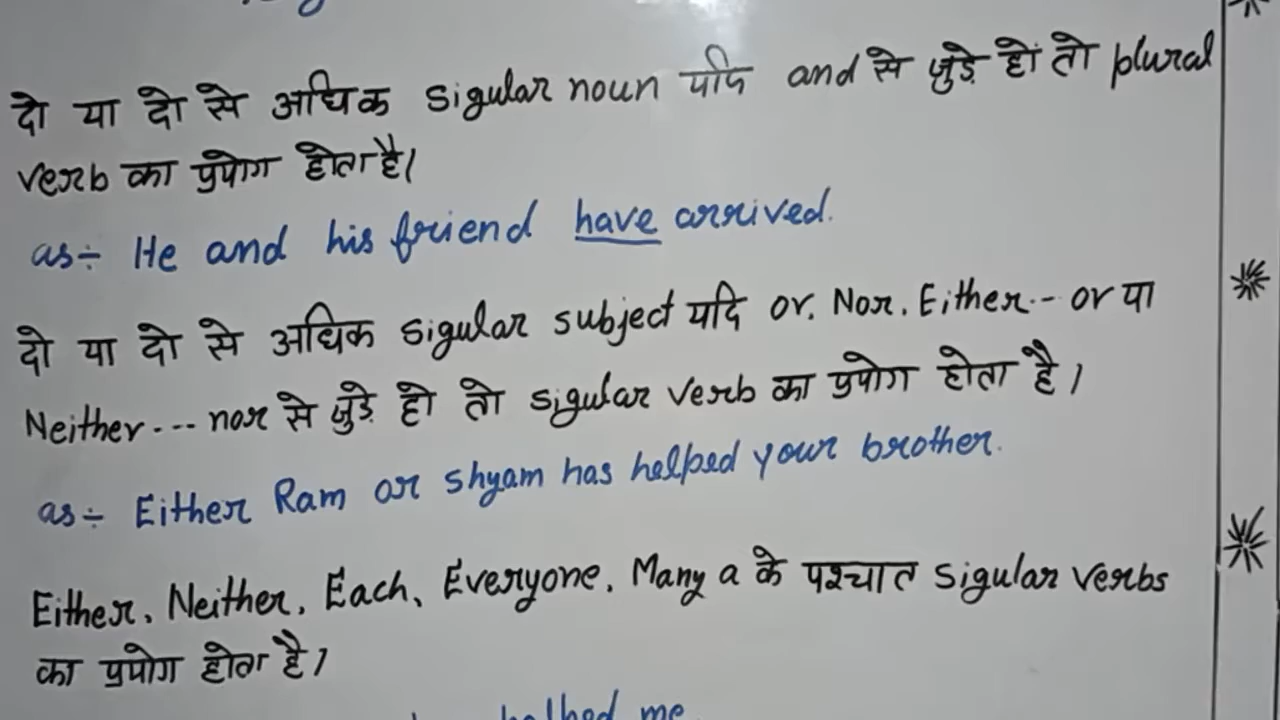 दो या दो से अधिक sigular noun यदि and से जुड़े हों तो plural
verb का प्रयोग होता है।
as÷ He and his friend have arrived.
दो या दो से अधिक sigular subject यदि or, Nor, Either-- or या
Neither--- nor से जुड़े हो तो sigular verb का प्रयोग होता है।
as÷ Either Ram or shyam has helped your brother.
Either, Neither, Each, Everyone, Many a के पश्चात sigular verbs
का प्रयोग होता है।
me.